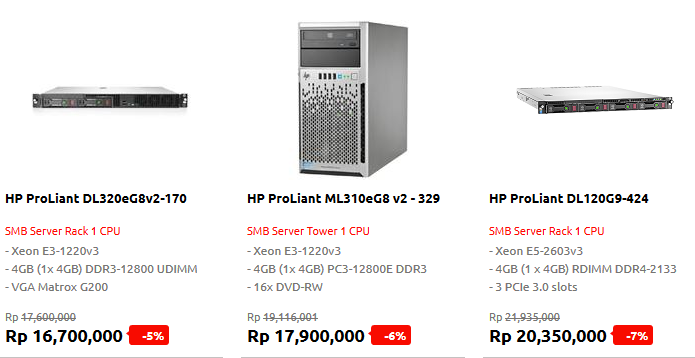 HP ProLiant DL320eG8v2-170
SMB Server Rack 1 CPU
- Xeon E3-1220v3
- 4GB (1x 4GB) DDR3-12800 UDIMM
- VGA Matrox G200
Rp 17,600,000
Rp 16,700,000 -5%
HP ProLiant ML310eG8 v2 - 329
SMB Server Tower 1 CPU
- Xeon E3-1220v3
- 4GB (1x 4GB) PC3-12800E DDR3
- 16x DVD-RW
Rp 19,116,001
Rp 17,900,000 -6%
HP ProLiant DL120G9-424
SMB Server Rack 1 CPU
- Xeon E5-2603v3
- 4GB (1 x 4GB) RDIMM DDR4-2133
- 3 PCIe 3.0 slots
Rp 21,935,000
Rp 20,350,000 -7%